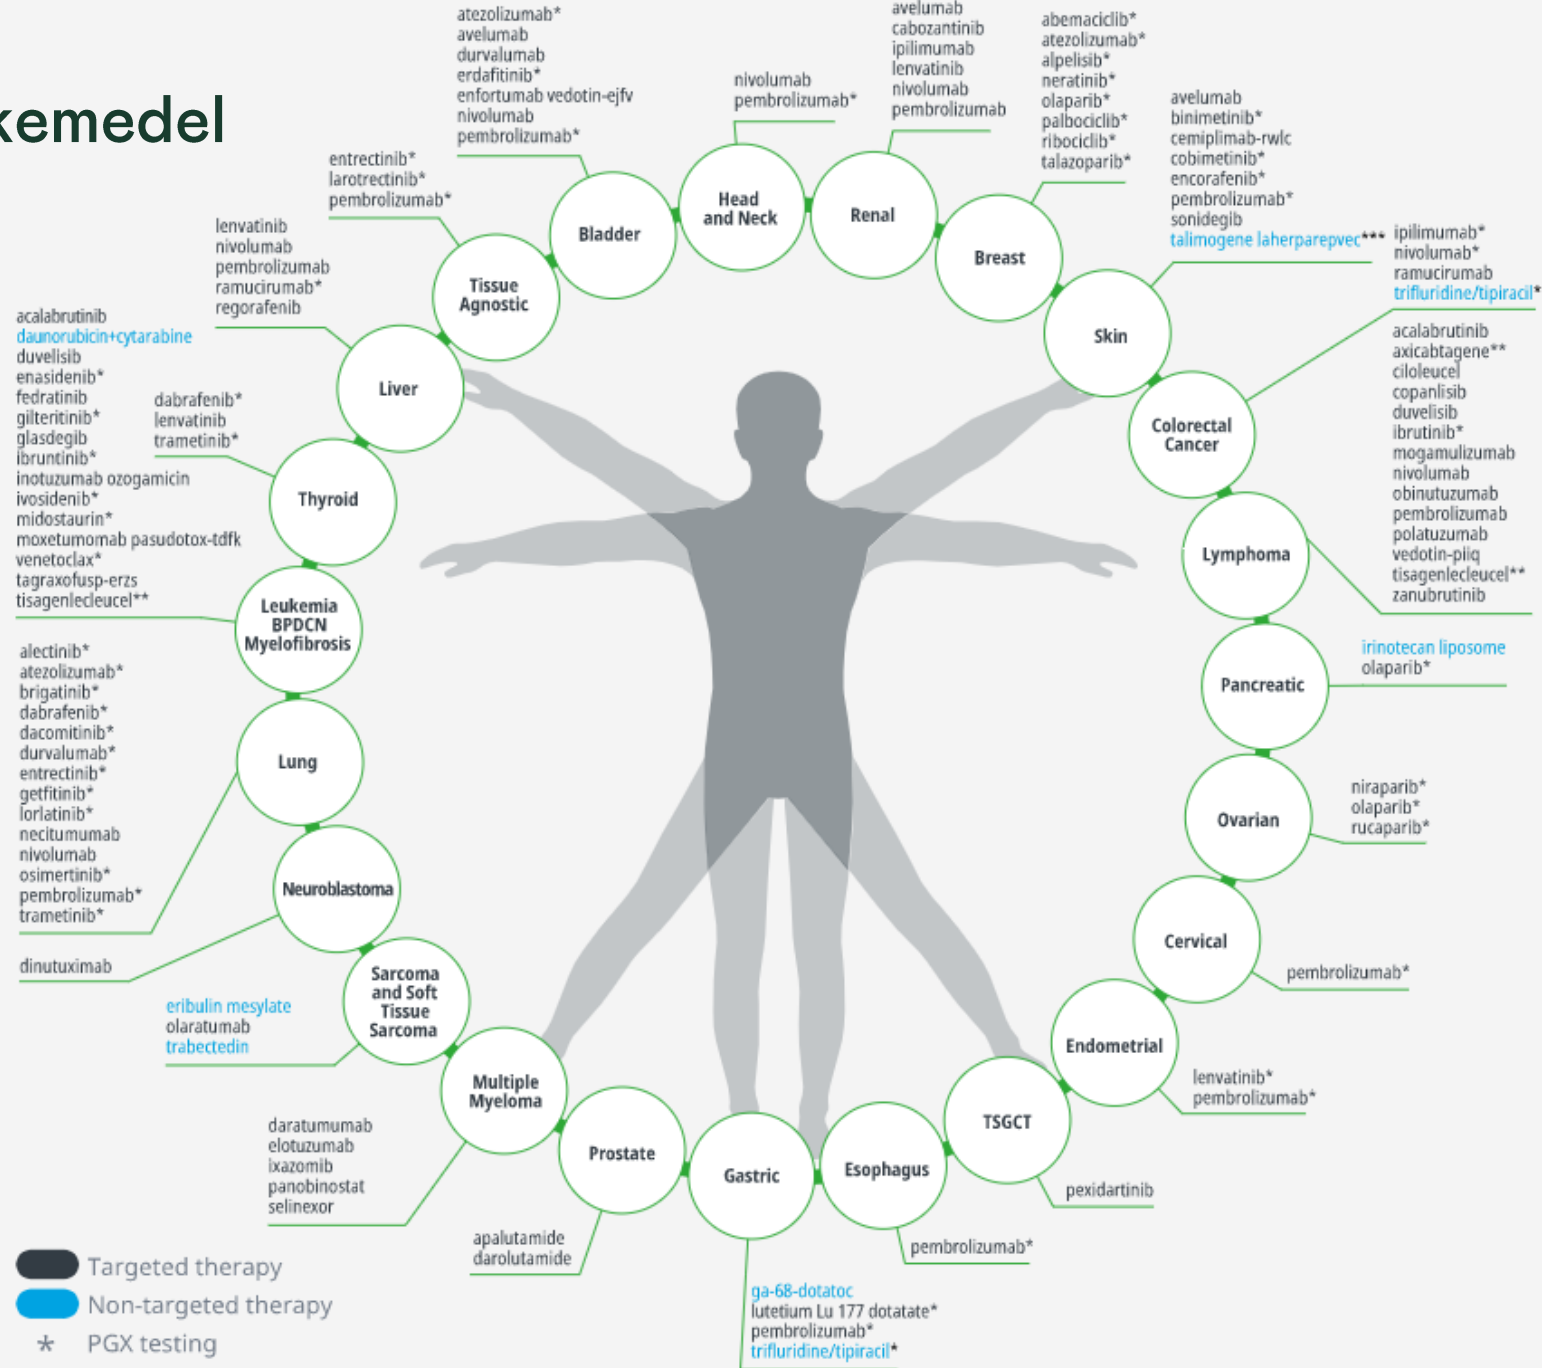 kemedel
atezolizumab*
avelumab
durvalumab
erdafitinib*
enfortumab vedotin-ejfv
nivolumab
pembrolizumab*
Bladder
nivolumab
pembrolizumab*
Head
and Neck
avelumab
cabozantinib
ipilimumab
lenvatinib
nivolumab
pembrolizumab
Renal
abemaciclib*
atezolizumab*
alpelisib*
neratinib*
olaparib*
palbociclib*
ribociclib*
talazoparib*
Breast
avelumab
binimetinib*
cemiplimab-rwlc
cobimetinib*
encorafenib*
pembrolizumab*
sonidegib
talimogene laherparepvec***
Skin
ipilimumab*
nivolumab*
ramucirumab
trifluridine/tipiracil*
Colorectal
Cancer
acalabrutinib
axicabtagene**
ciloleucel
copanlisib
duvelisib
ibrutinib*
mogamulizumab
nivolumab
obinutuzumab
pembrolizumab
polatuzumab
vedotin-piiq
tisagenlecleucel**
zanubrutinib
Lymphoma
irinotecan liposome
olaparib*
Pancreatic
niraparib*
olaparib*
rucaparib*
Ovarian
pembrolizumab*
Cervical
lenvatinib*
pembrolizumab*
Endometrial
pexidartinib
TSGCT
pembrolizumab*
Esophagus
ga-68-dotatoc
lutetium Lu 177 dotatate*
pembrolizumab*
trifluridine/tipiracil*
Gastric
apalutamide
darolutamide
Prostate
daratumumab
elotuzumab
ixazomib
panobinostat
selinexor
Multiple
Myeloma
eribulin mesylate
olaratumab
trabectedin
Sarcoma
and Soft
Tissue
Sarcoma
dinutuximab
Neuroblastoma
alectinib*
atezolizumab*
brigatinib*
dabrafenib*
dacomitinib*
durvalumab*
entrectinib*
getfitinib*
lorlatinib*
necitumumab
nivolumab
osimertinib*
pembrolizumab*
trametinib*
Lung
acalabrutinib
daunorubicin+cytarabine
duvelisib
enasidenib*
fedratinib
gilteritinib*
glasdegib
ibruntinib*
inotuzumab ozogamicin
ivosidenib*
midostaurin*
moxetumomab pasudotox-tdfk
venetoclax*
tagraxofusp-erzs
tisagenlecleucel**
Leukemia
BPDCN
Myelofibrosis
dabrafenib*
lenvatinib
trametinib*
Thyroid
lenvatinib
nivolumab
pembrolizumab
ramucirumab*
regorafenib
Liver
entrectinib*
larotrectinib*
pembrolizumab*
Tissue
Agnostic
Targeted therapy
Non-targeted therapy
* PGX testing